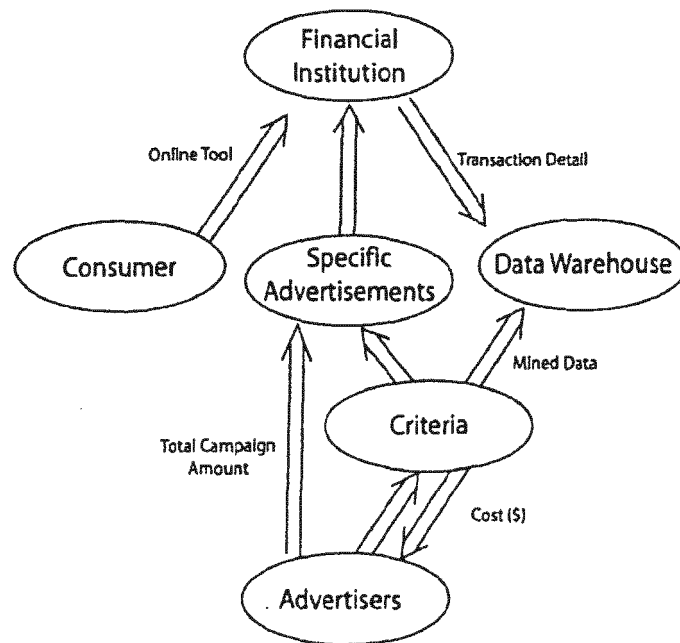 Financial
Institution
Online Tool
Transaction Detail
Consumer
Specific
Advertisements
Data Warehouse
Mined Data
Criteria
Total Campaign
Amount
Cost ($)
Advertisers